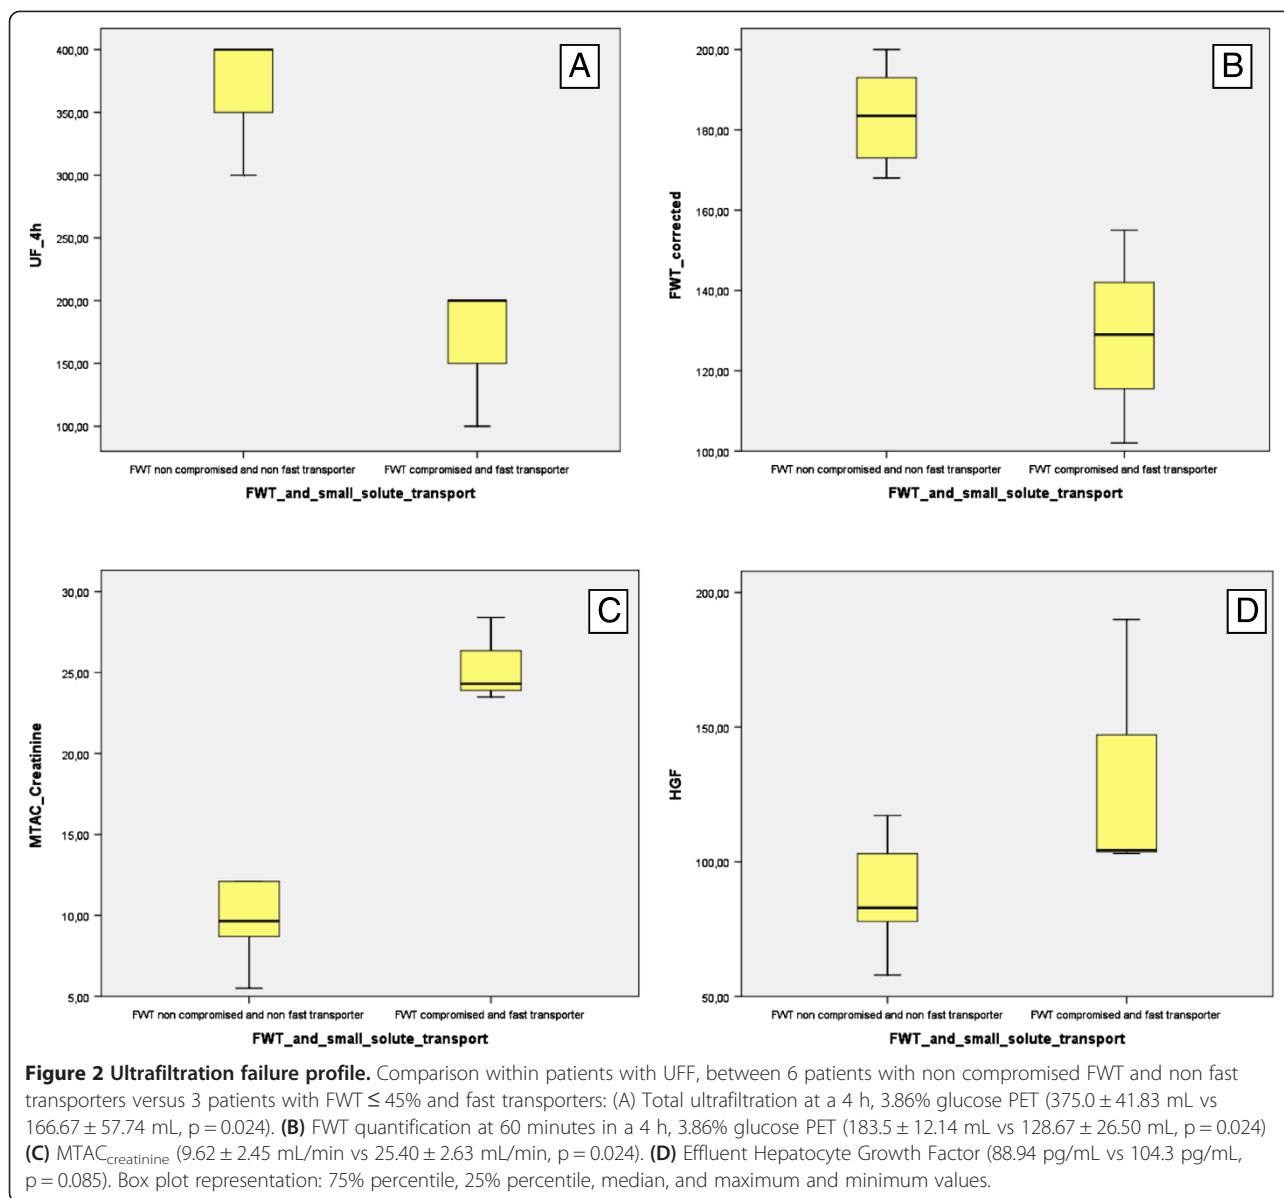 A
400,00
350,00
300,00
250,00
200,00
150,00
100,00
UF_4h
FWT non compromised and non fast transporter
FWT compromised and fast transporter
FWT_and_small_solute_transport
B
200,00
180,00
160,00
140,00
120,00
100,00
FWT_corrected
FWT non compromised and non fast transporter
FWT compromised and fast transporter
FWT_and_small_solute_transport
C
30,00
25,00
20,00
15,00
10,00
5,00
MTAC_Creatinine
FWT non compromised and non fast transporter
FWT compromised and fast transporter
FWT_and_small_solute_transport
D
200,00
150,00
100,00
50,00
HGF
FWT non compromised and non fast transporter
FWT compromised and fast transporter
FWT_and_small_solute_transport
Figure 2 Ultrafiltration failure profile. Comparison within patients with UFF, between 6 patients with non compromised FWT and non fast
transporters versus 3 patients with FWT ≤ 45% and fast transporters: (A) Total ultrafiltration at a 4 h, 3.86% glucose PET (375.0 ± 41.83 mL vs
166.67 ± 57.74 mL, p = 0.024). (B) FWT quantification at 60 minutes in a 4 h, 3.86% glucose PET (183.5 ± 12.14 mL vs 128.67 ± 26.50 mL, p = 0.024)
(C) MTACcreatinine (9.62 ± 2.45 mL/min vs 25.40 ± 2.63 mL/min, p = 0.024). (D) Effluent Hepatocyte Growth Factor (88.94 pg/mL vs 104.3 pg/mL,
p = 0.085). Box plot representation: 75% percentile, 25% percentile, median, and maximum and minimum values.